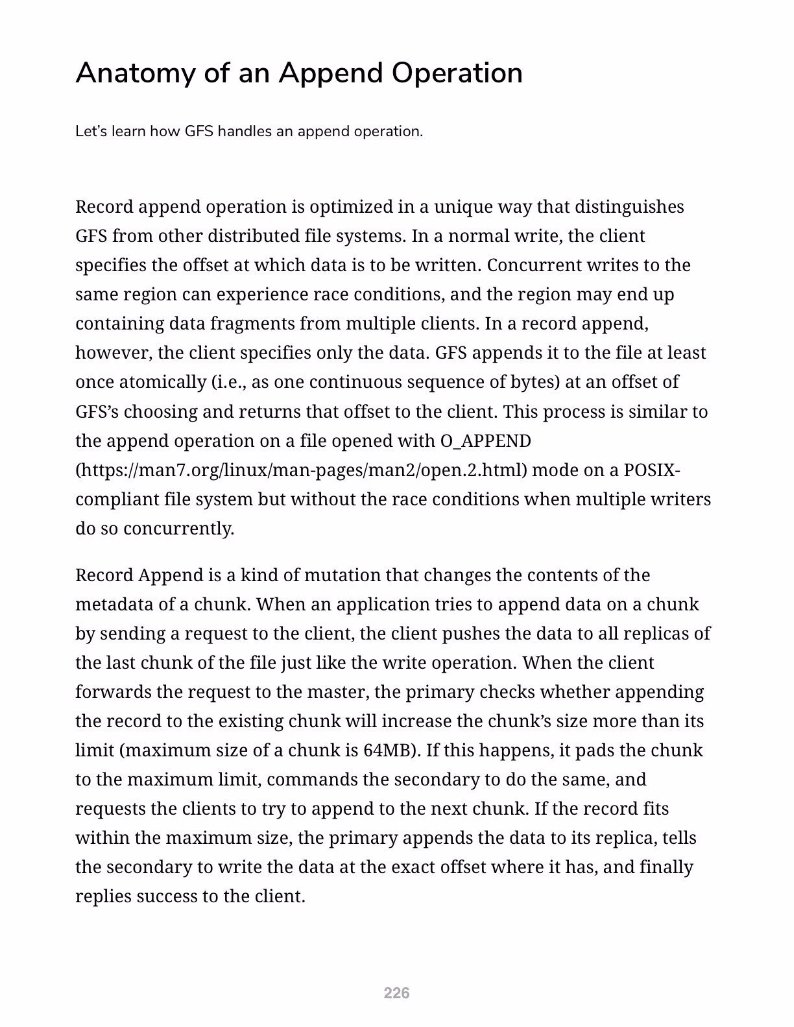 Anatomy of an Append Operation
Let's learn how GFS handles an append operation.
Record append operation is optimized in a unique way that distinguishes
GFS from other distributed file systems. In a normal write, the client
specifies the offset at which data is to be written. Concurrent writes to the
same region can experience race conditions, and the region may end up
containing data fragments from multiple clients. In a record append,
however, the client specifies only the data. GFS appends it to the file at least
once atomically (i.e., as one continuous sequence of bytes) at an offset of
GFS’s choosing and returns that offset to the client. This process is similar to
the append operation on a file opened with O_APPEND
(https://man7.org/linux/man-pages/man2/open.2.html) mode on a POSIX-
compliant file system but without the race conditions when multiple writers
do so concurrently.
Record Append is a kind of mutation that changes the contents of the
metadata of a chunk. When an application tries to append data on a chunk
by sending a request to the client, the client pushes the data to all replicas of
the last chunk of the file just like the write operation. When the client
forwards the request to the master, the primary checks whether appending
the record to the existing chunk will increase the chunk’s size more than its
limit (maximum size of a chunk is 64MB). If this happens, it pads the chunk
to the maximum limit, commands the secondary to do the same, and
requests the clients to try to append to the next chunk. If the record fits
within the maximum size, the primary appends the data to its replica, tells
the secondary to write the data at the exact offset where it has, and finally
replies success to the client.
226